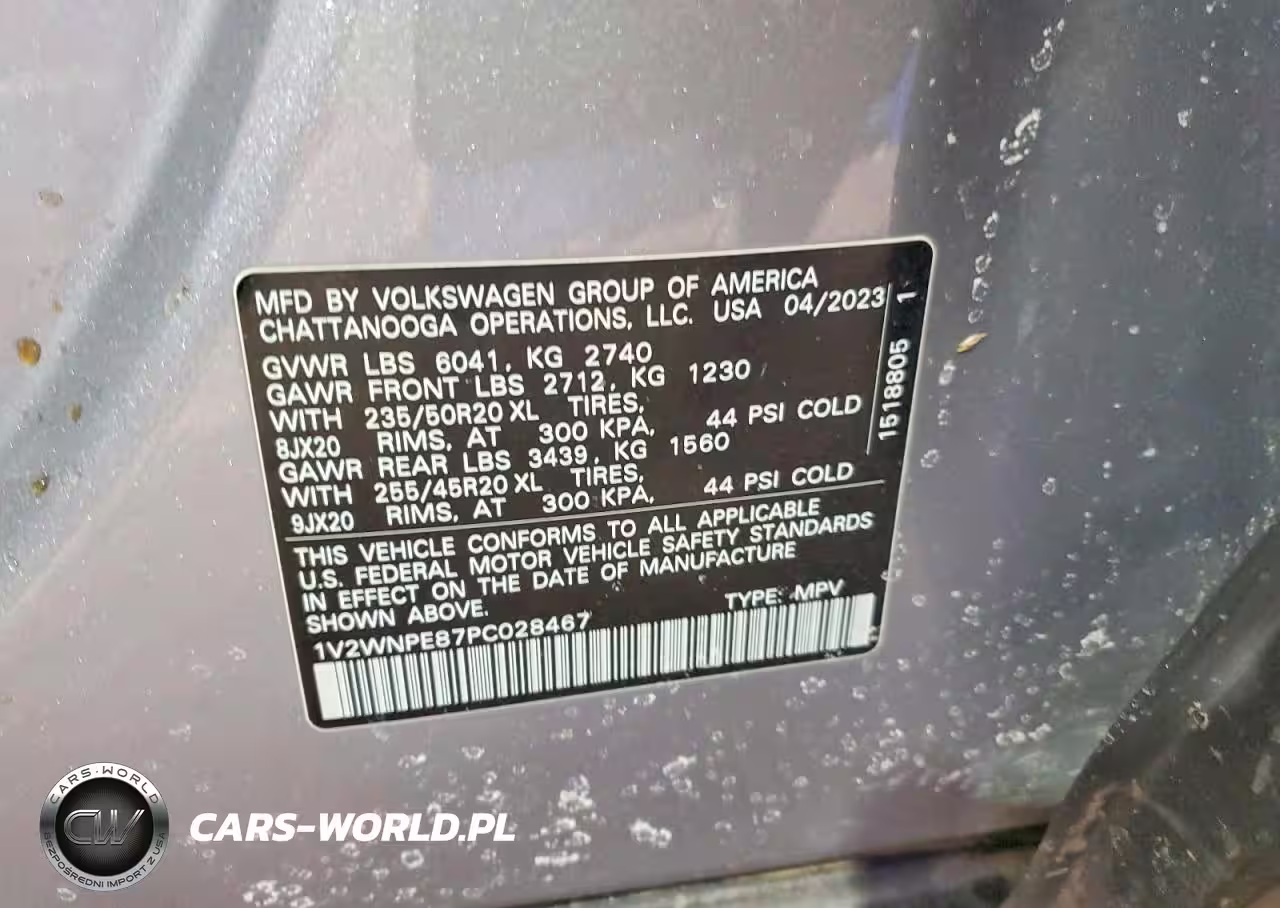 MFD BY VOLKSWAGEN GROUP OF AMERICA
CHATTANOOGA OPERATIONS, LLC. USA 04/2023
GVWR LBS 6041, KG 2740
GAWR FRONT LBS 2712, KG 1230
WITH 235/50R20 XL TIRES,
8JX20 RIMS, AT 300 KPA, 44 PSI COLD
GAWR REAR LBS 3439, KG 1560
WITH 255/45R20 XL TIRES,
9JX20 RIMS, AT 300 KPA, 44 PSI COLD
1518805 1
THIS VEHICLE CONFORMS TO ALL APPLICABLE
U.S. FEDERAL MOTOR VEHICLE SAFETY STANDARDS
IN EFFECT ON THE DATE OF MANUFACTURE
SHOWN ABOVE.
TYPE: MPV
1V2WNPE87PC028467
CARS-WORLD
CW
BEZPOŚREDNI IMPORT Z USA
CARS-WORLD.PL